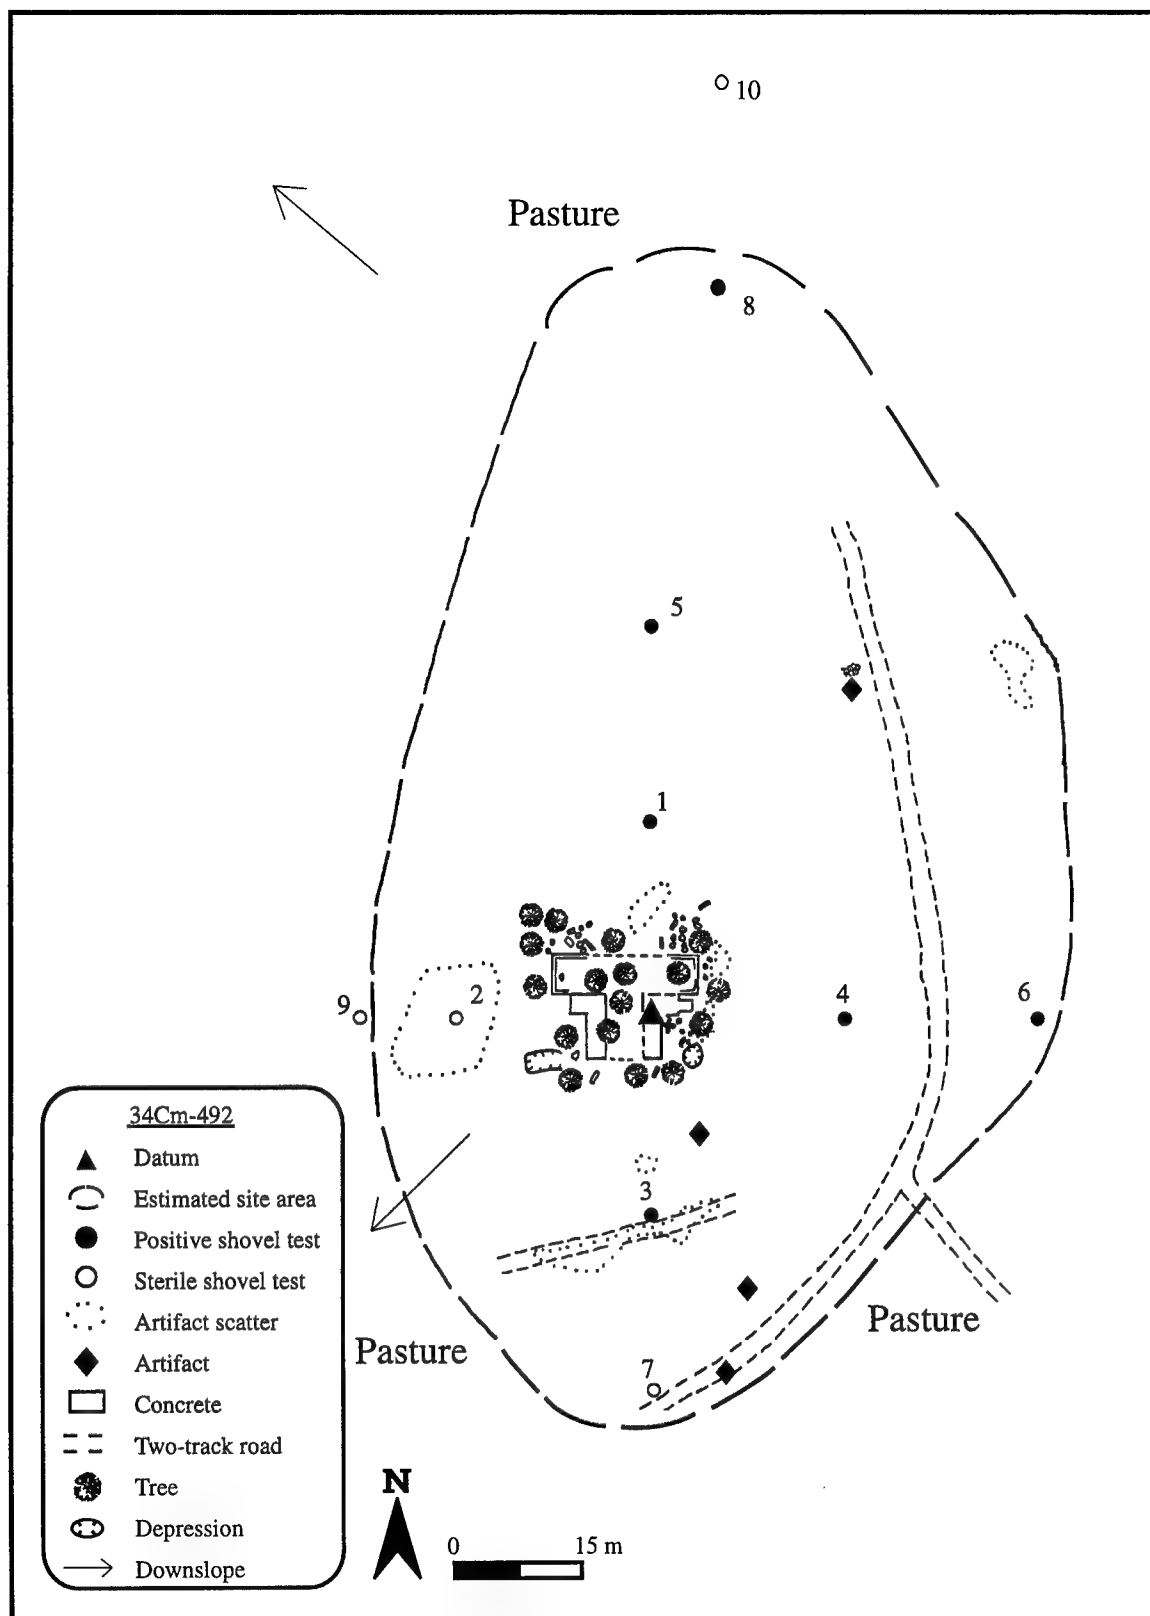 10
Pasture
8
5
1
9
2
4
6
34Cm-492
Datum
Estimated site area
Positive shovel test
Sterile shovel test
Artifact scatter
Artifact
Concrete
Two-track road
Tree
Depression
Downslope
3
Pasture
Pasture
7
N
0 15 m